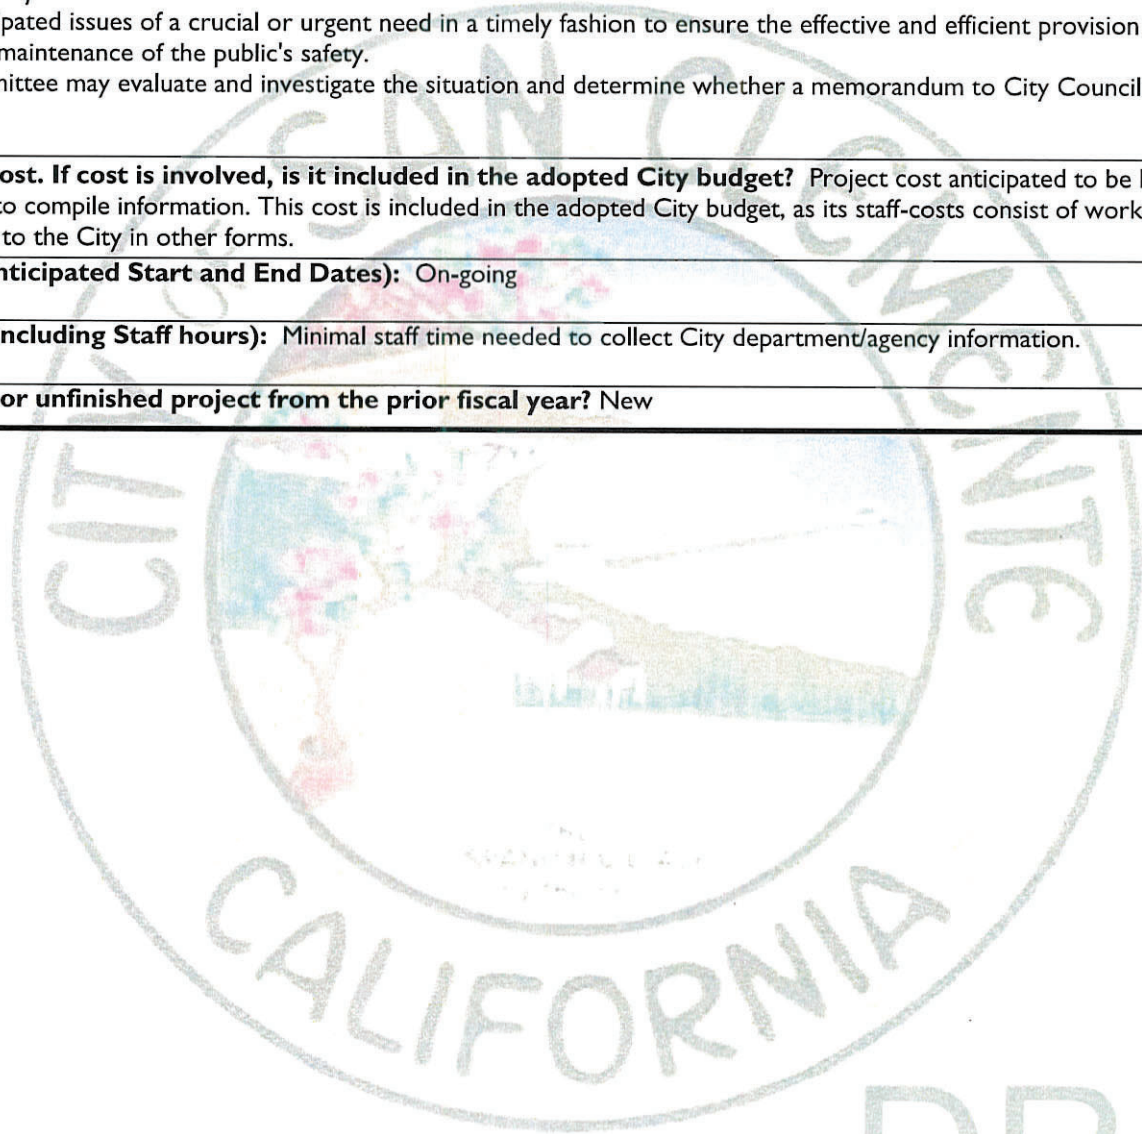 pated issues of a crucial or urgent need in a timely fashion to ensure the effective and efficient provision
maintenance of the public's safety.
ittee may evaluate and investigate the situation and determine whether a memorandum to City Council
ost. If cost is involved, is it included in the adopted City budget? Project cost anticipated to be
to compile information. This cost is included in the adopted City budget, as its staff-costs consist of work
to the City in other forms.
nticipated Start and End Dates): On-going
ncluding Staff hours): Minimal staff time needed to collect City department/agency information.
or unfinished project from the prior fiscal year? New
CITY OF SAN CLEMENTE
CALIFORNIA
DR